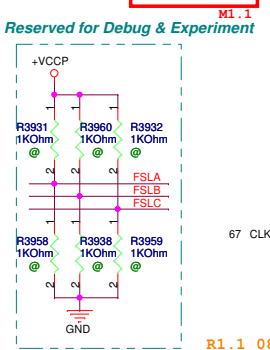 M1.1
Reserved for Debug & Experiment
+VCCP
1 1 1
R3931 R3960 R3932
1KOhm 1KOhm 1KOhm
@ @ @
2 2 2
FSLA
FSLB
FSLC
67 CLK
1 1 1
R3958 R3938 R3959
1KOhm 1KOhm 1KOhm
@ @ @
2 2 2
GND
R1.1 08